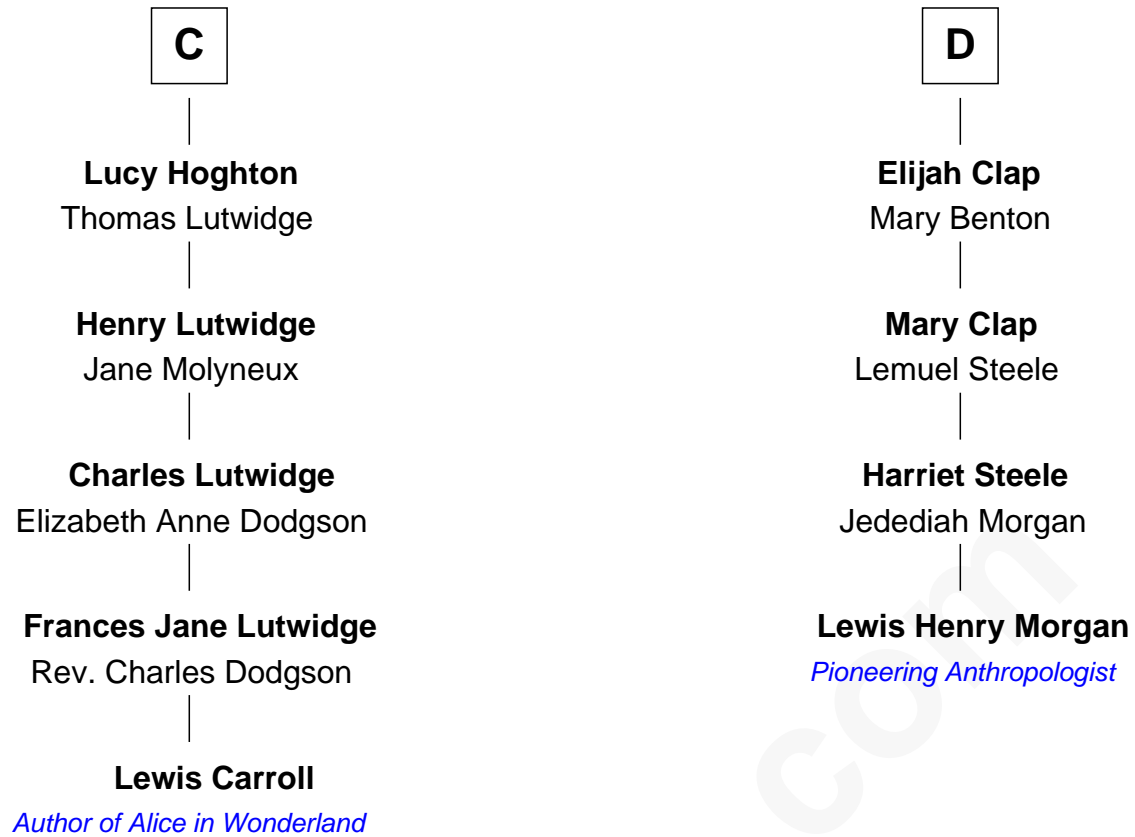 C
Lucy Hoghton
Thomas Lutwidge
Henry Lutwidge
Jane Molyneux
Charles Lutwidge
Elizabeth Anne Dodgson
Frances Jane Lutwidge
Rev. Charles Dodgson
Lewis Carroll
Author of Alice in Wonderland
D
Elijah Clap
Mary Benton
Mary Clap
Lemuel Steele
Harriet Steele
Jedediah Morgan
Lewis Henry Morgan
Pioneering Anthropologist
com